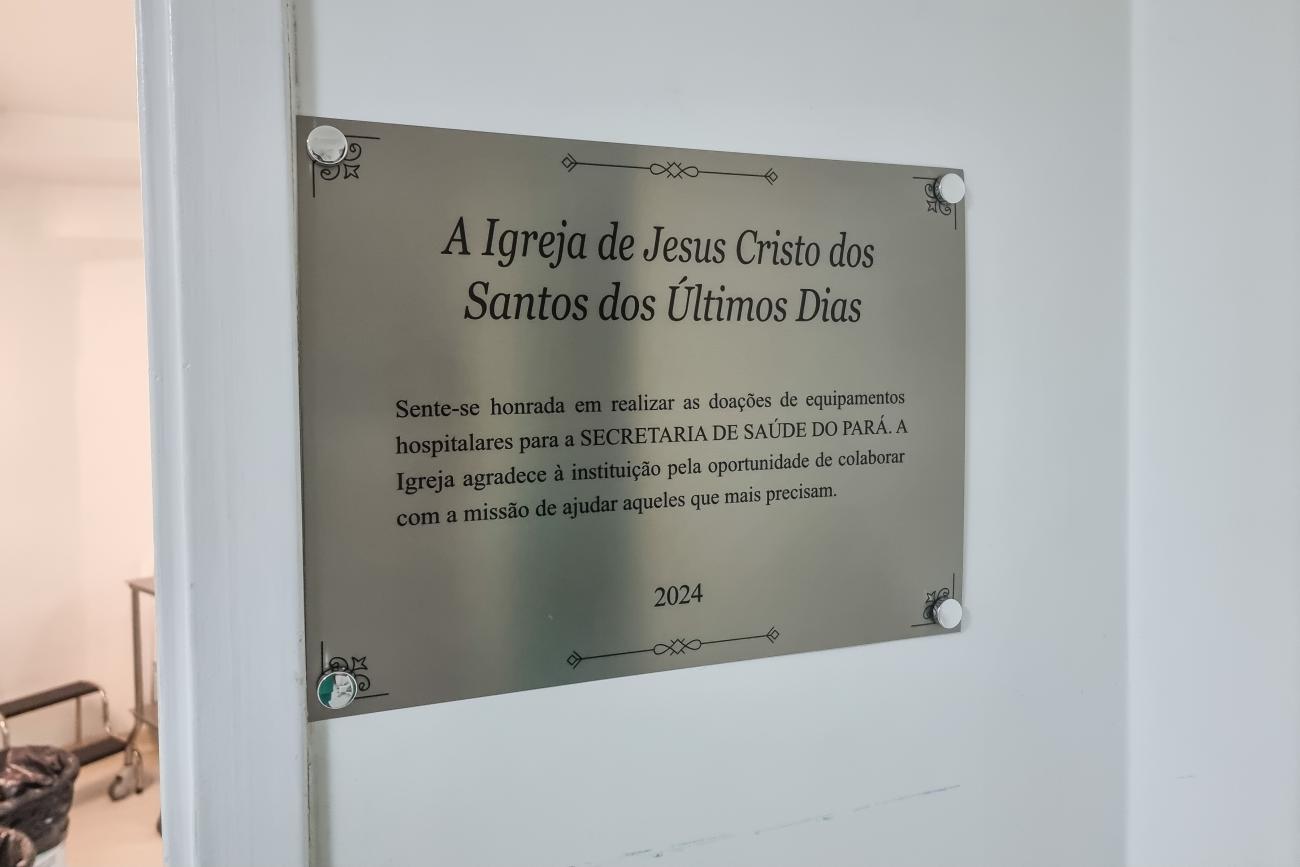 A Igreja de Jesus Cristo dos
Santos dos Últimos Dias
Sente-se honrada em realizar as doações de equipamentos
hospitalares para a SECRETARIA DE SAÚDE DO PARÁ. A
Igreja agradece à instituição pela oportunidade de colaborar
com a missão de ajudar aqueles que mais precisam.
2024